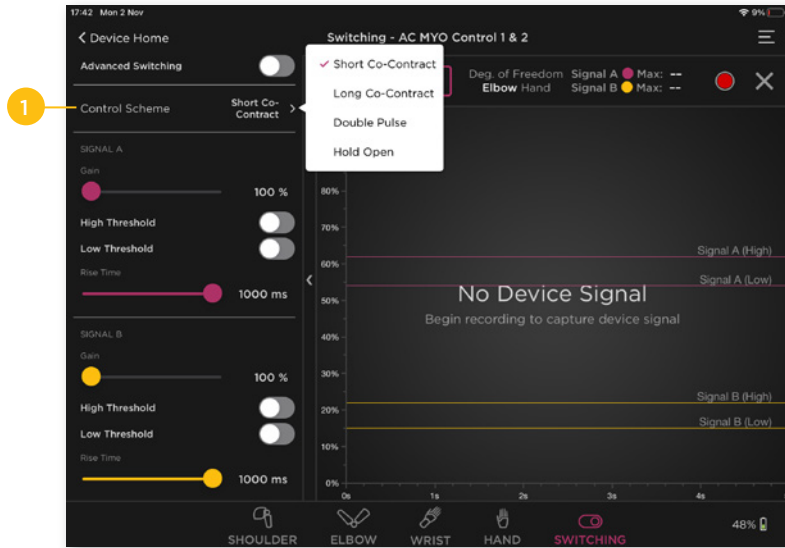 17:42 Mon 2 Nov
9%
Device Home
Switching - AC MYO Control 1 & 2
Advanced Switching
1
Control Scheme
Short Co-
Contract
Short Co-Contract
Long Co-Contract
Double Pulse
Hold Open
Deg. of Freedom
Elbow Hand
Signal A Max: --
Signal B Max: --
SIGNAL A
Gain
100 %
High Threshold
Low Threshold
Rise Time
1000 ms
SIGNAL B
Gain
100 %
High Threshold
Low Threshold
Rise Time
1000 ms
80%
70%
Signal A (High)
60%
Signal A (Low)
50%
No Device Signal
Begin recording to capture device signal
40%
30%
Signal B (High)
20%
Signal B (Low)
10%
0%
0s 1s 2s 3s 4s
SHOULDER
ELBOW
WRIST
HAND
SWITCHING
48%